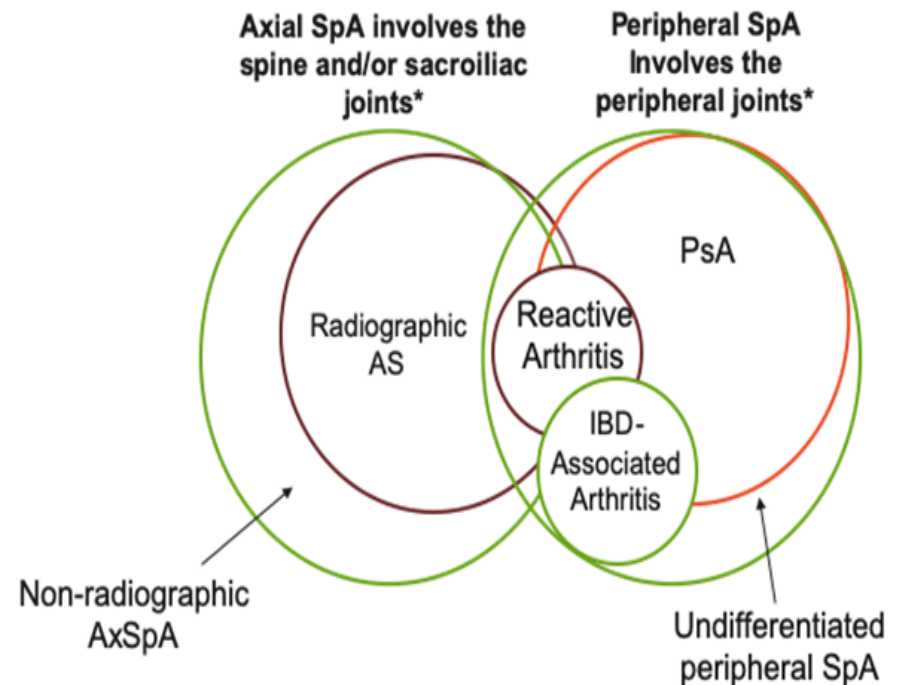 Axial SpA involves the
spine and/or sacroiliac
joints*
Peripheral SpA
Involves the
peripheral joints*
PsA
Radiographic
AS
Reactive
Arthritis
IBD-
Associated
Arthritis
Non-radiographic
AxSpA
Undifferentiated
peripheral SpA